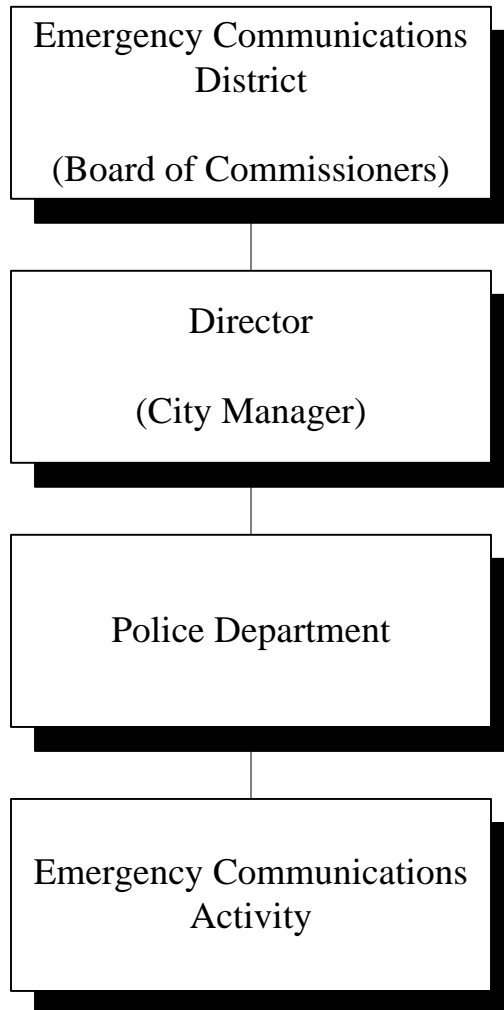 Emergency Communications
District
(Board of Commissioners)
Director
(City Manager)
Police Department
Emergency Communications
Activity